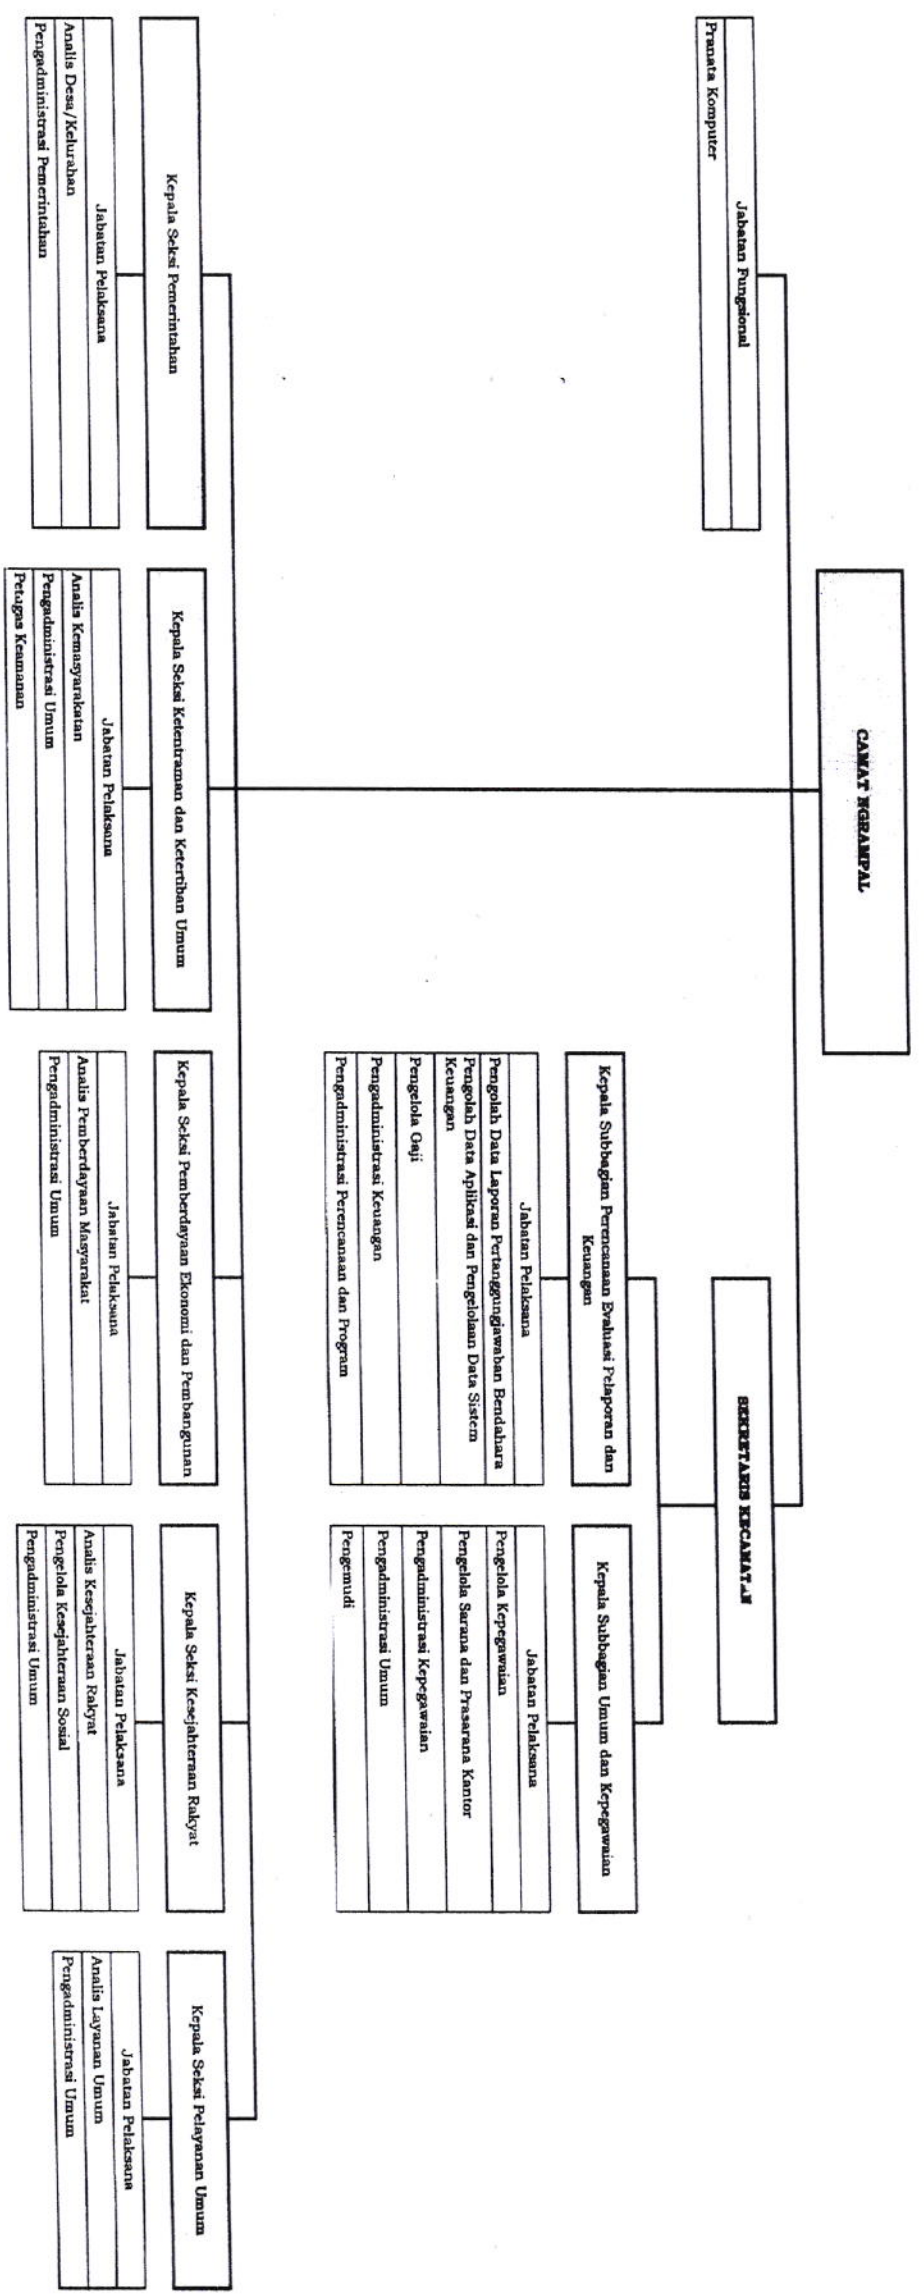 CAMAT NGRAMPAL
Jabatan Fungsional
Pranata Komputer
SEKRETARIS KECAMATAN
Kepala Subbagian Perencanaan Evaluasi Pelaporan dan
Keuangan
Jabatan Pelaksana
Pengolah Data Laporan Pertanggungjawaban Bendahara
Pengolah Data Aplikasi dan Pengelolaan Data Sistem
Keuangan
Pengelola Gaji
Pengadministrasi Keuangan
Pengadministrasi Perencanaan dan Program
Kepala Subbagian Umum dan Kepegawaian
Jabatan Pelaksana
Pengelola Kepegawaian
Pengelola Sarana dan Prasarana Kantor
Pengadministrasi Kepegawaian
Pengadministrasi Umum
Pengemudi
Kepala Seksi Pemerintahan
Jabatan Pelaksana
Analis Desa/Kelurahan
Pengadministrasi Pemerintahan
Kepala Seksi Ketentraman dan Ketertiban Umum
Jabatan Pelaksana
Analis Kemasyarakatan
Pengadministrasi Umum
Petugas Keamanan
Kepala Seksi Pemberdayaan Ekonomi dan Pembangunan
Jabatan Pelaksana
Analis Pemberdayaan Masyarakat
Pengadministrasi Umum
Kepala Seksi Kesejahteraan Rakyat
Jabatan Pelaksana
Analis Kesejahteraan Rakyat
Pengelola Kesejahteraan Sosial
Pengadministrasi Umum
Kepala Seksi Pelayanan Umum
Jabatan Pelaksana
Analis Layanan Umum
Pengadministrasi Umum